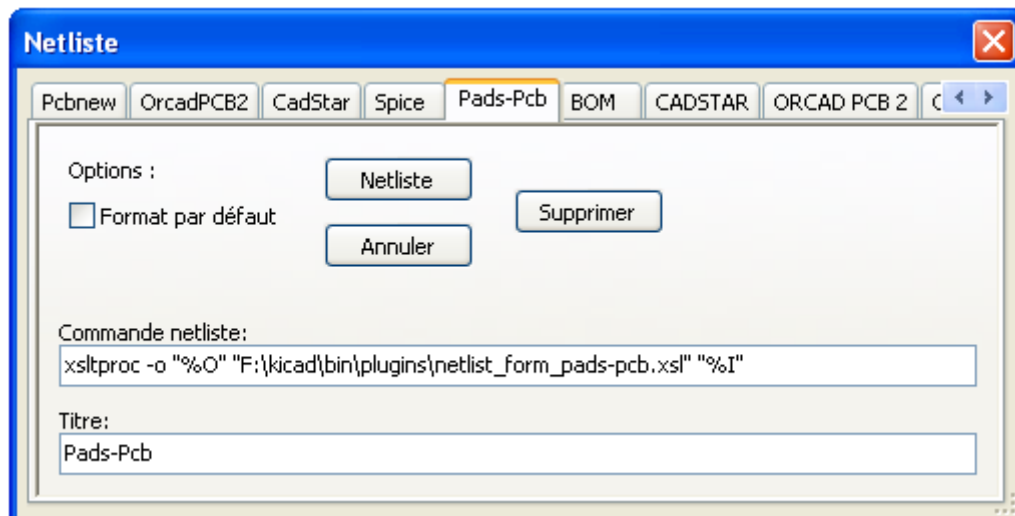 Netliste
Pcbnew OrcadPCB2 CadStar Spice Pads-Pcb BOM CADSTAR ORCAD PCB 2
Options :
Netliste
Format par défaut
Supprimer
Annuler
Commande netliste:
xsltproc -o "%O" "F:\kicad\bin\plugins\netlist_form_pads-pcb.xsl" "%I"
Titre:
Pads-Pcb